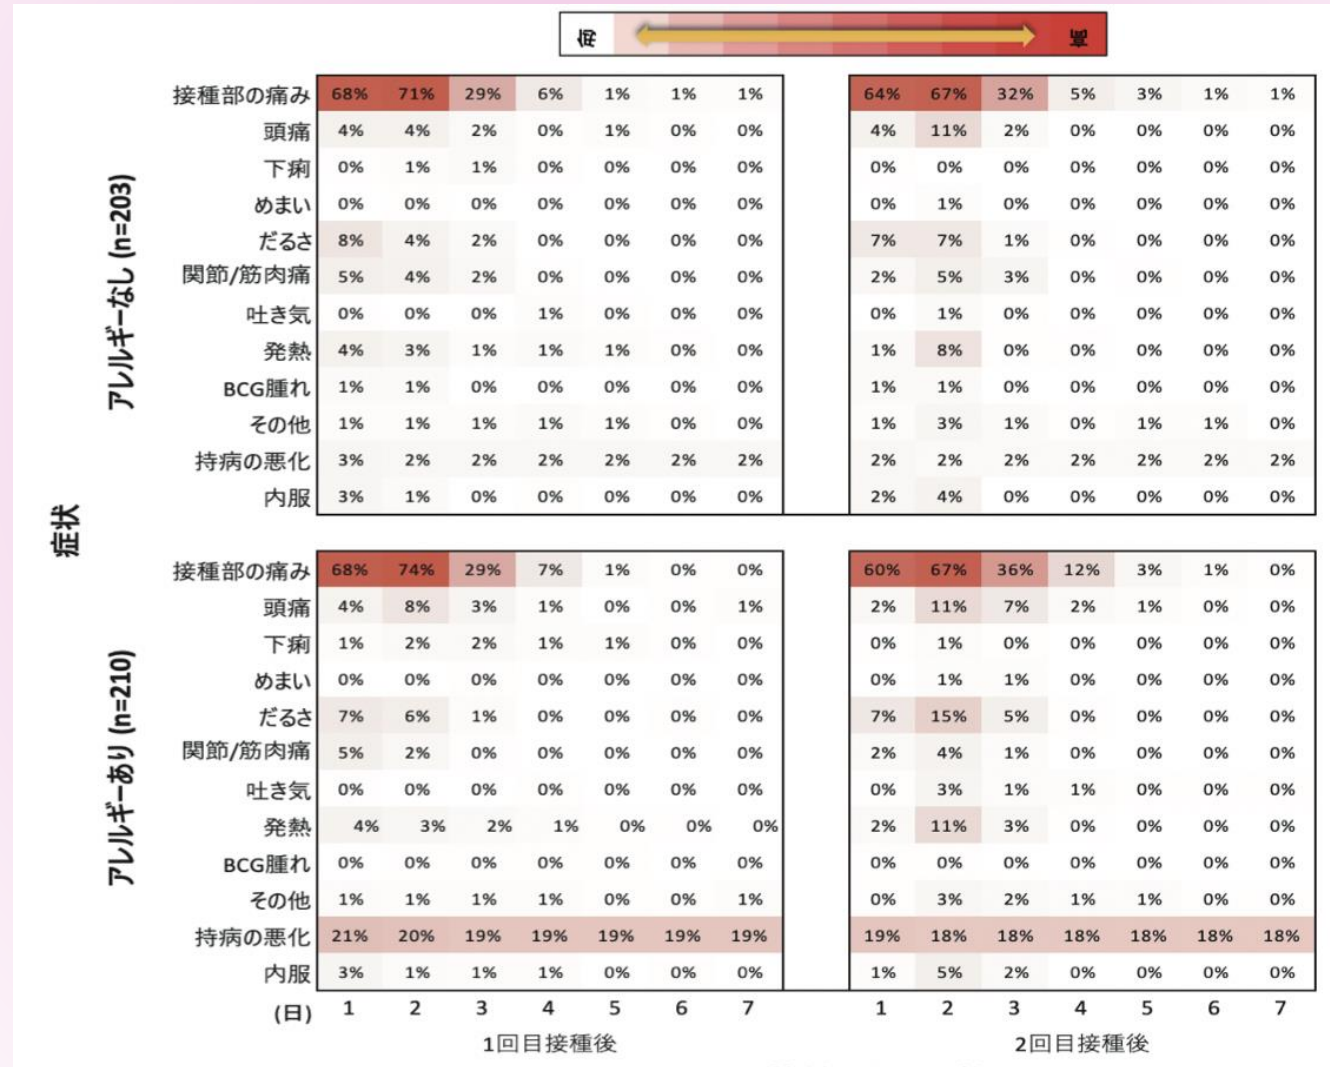 低 高
接種部の痛み 68% 71% 29% 6% 1% 1% 1% 64% 67% 32% 5% 3% 1% 1%
頭痛 4% 4% 2% 0% 1% 0% 0% 4% 11% 2% 0% 0% 0% 0%
下痢 0% 1% 1% 0% 0% 0% 0% 0% 0% 0% 0% 0% 0% 0%
めまい 0% 0% 0% 0% 0% 0% 0% 0% 1% 0% 0% 0% 0% 0%
だるさ 8% 4% 2% 0% 0% 0% 0% 7% 7% 1% 0% 0% 0% 0%
関節/筋肉痛 5% 4% 2% 0% 0% 0% 0% 2% 5% 3% 0% 0% 0% 0%
吐き気 0% 0% 0% 1% 0% 0% 0% 0% 1% 0% 0% 0% 0% 0%
発熱 4% 3% 1% 1% 1% 0% 0% 1% 8% 0% 0% 0% 0% 0%
BCG腫れ 1% 1% 0% 0% 0% 0% 0% 1% 1% 0% 0% 0% 0% 0%
その他 1% 1% 1% 1% 1% 0% 0% 1% 3% 1% 0% 1% 1% 0%
持病の悪化 3% 2% 2% 2% 2% 2% 2% 2% 2% 2% 2% 2% 2% 2%
内服 3% 1% 0% 0% 0% 0% 0% 2% 4% 0% 0% 0% 0% 0%
アレルギーなし (n=203)
症状
接種部の痛み 68% 74% 29% 7% 1% 0% 0% 60% 67% 36% 12% 3% 1% 0%
頭痛 4% 8% 3% 1% 0% 0% 1% 2% 11% 7% 2% 1% 0% 0%
下痢 1% 2% 2% 1% 1% 0% 0% 0% 1% 0% 0% 0% 0% 0%
めまい 0% 0% 0% 0% 0% 0% 0% 0% 1% 1% 0% 0% 0% 0%
だるさ 7% 6% 1% 0% 0% 0% 0% 7% 15% 5% 0% 0% 0% 0%
関節/筋肉痛 5% 2% 0% 0% 0% 0% 0% 2% 4% 1% 0% 0% 0% 0%
吐き気 0% 0% 0% 0% 0% 0% 0% 0% 3% 1% 1% 0% 0% 0%
発熱 4% 3% 2% 1% 0% 0% 0% 2% 11% 3% 0% 0% 0% 0%
BCG腫れ 0% 0% 0% 0% 0% 0% 0% 0% 0% 0% 0% 0% 0% 0%
その他 1% 1% 1% 1% 0% 0% 1% 0% 3% 2% 1% 1% 0% 0%
持病の悪化 21% 20% 19% 19% 19% 19% 19% 19% 18% 18% 18% 18% 18% 18%
内服 3% 1% 1% 1% 0% 0% 0% 1% 5% 2% 0% 0% 0% 0%
アレルギーあり (n=210)
(日) 1 2 3 4 5 6 7 1 2 3 4 5 6 7
1回目接種後 2回目接種後